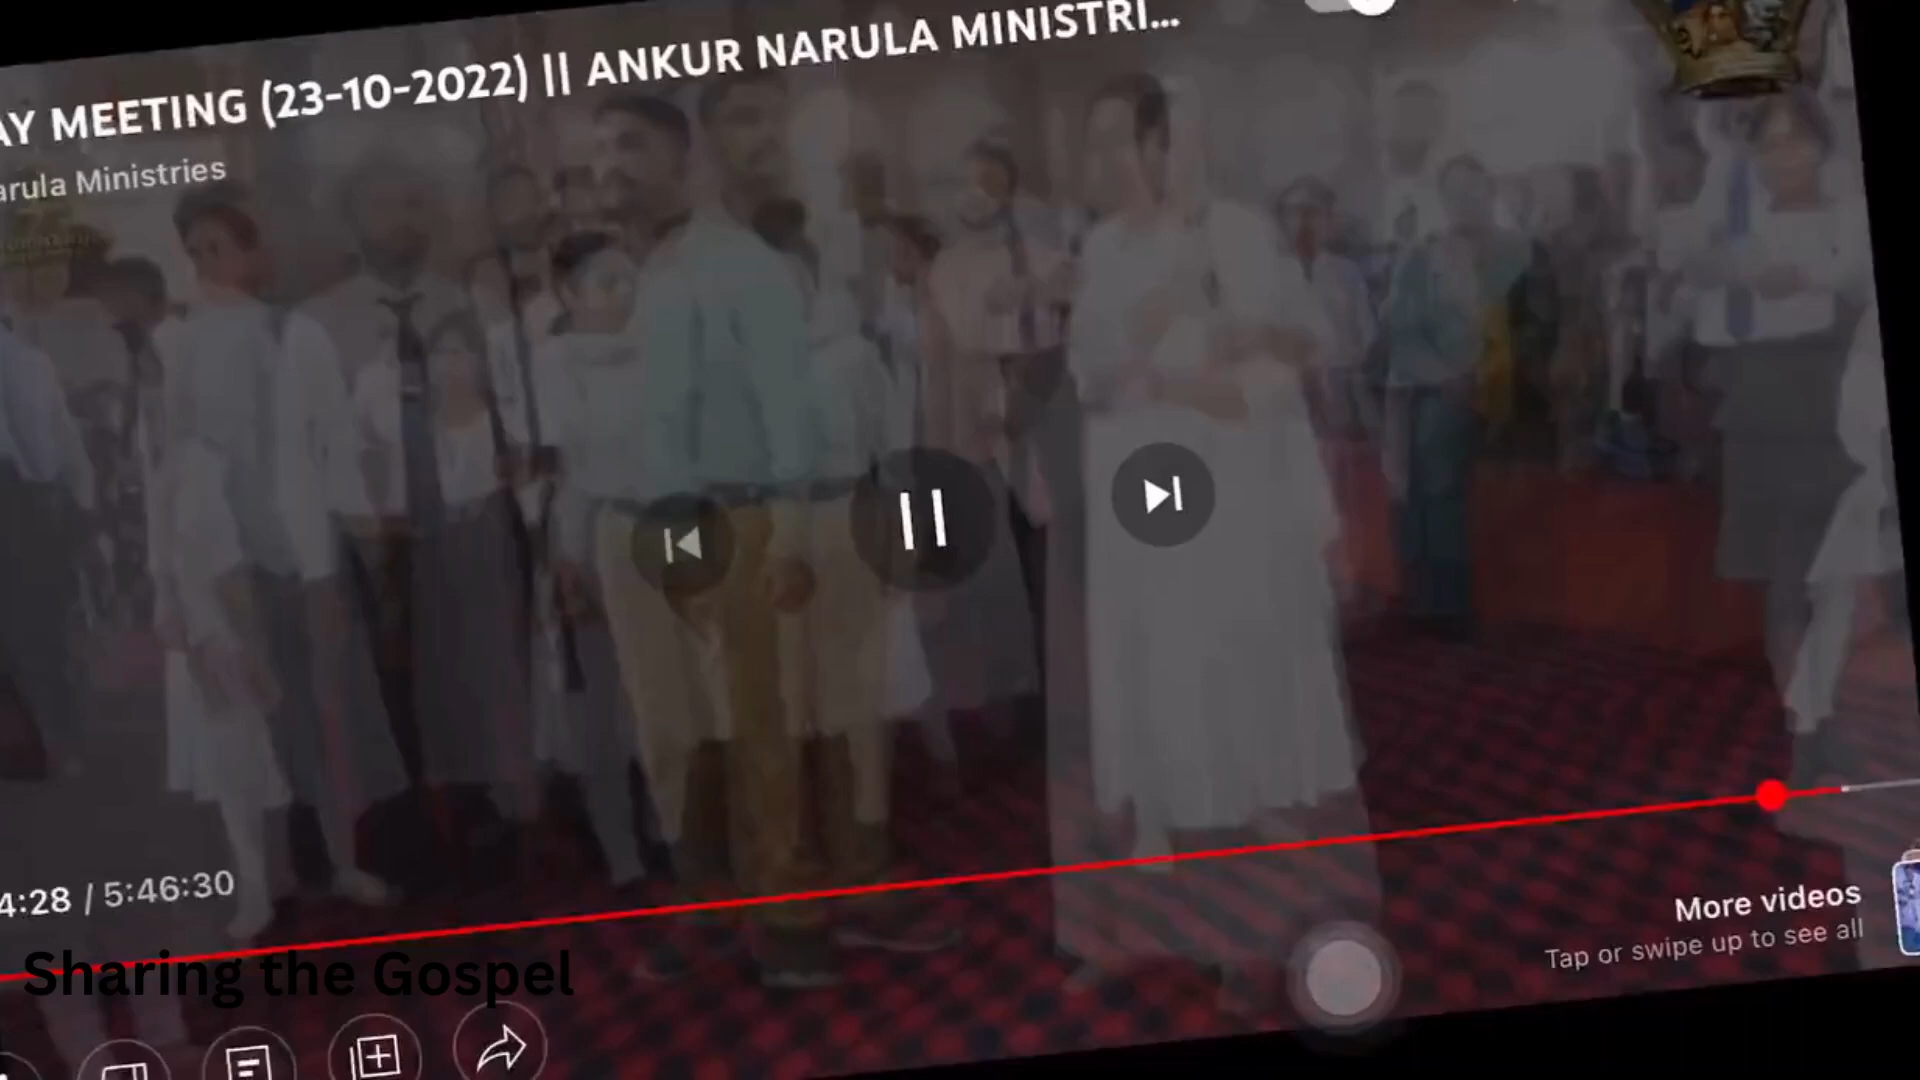 AY MEETING (23-10-2022) || ANKUR NARULA MINISTRI...
arula Ministries
4:28 / 5:46:30
More videos
Tap or swipe up to see all
Sharing the Gospel